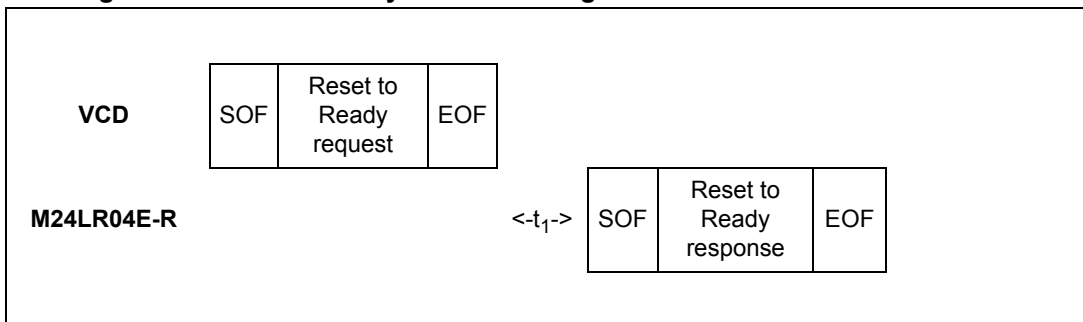 VCD
SOF
Reset to
Ready
request
EOF
M24LR04E-R
<-t₁->
SOF
Reset to
Ready
response
EOF